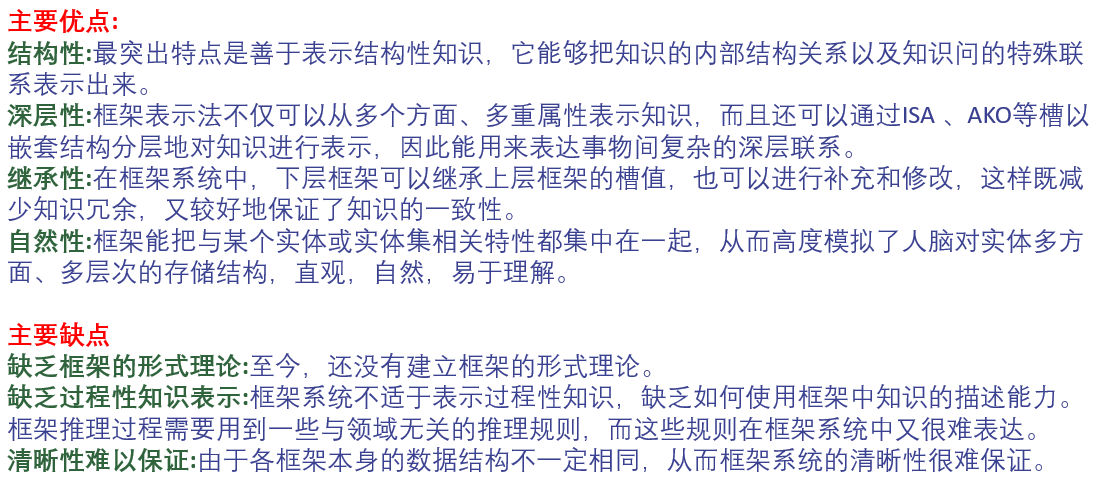 主要优点:
结构性:最突出特点是善于表示结构性知识，它能够把知识的内部结构关系以及知识问的特殊联
系表示出来。
深层性:框架表示法不仅可以从多个方面、多重属性表示知识，而且还可以通过ISA 、AKO等槽以
嵌套结构分层地对知识进行表示，因此能用来表达事物间复杂的深层联系。
继承性:在框架系统中，下层框架可以继承上层框架的槽值，也可以进行补充和修改，这样既减
少知识冗余，又较好地保证了知识的一致性。
自然性:框架能把与某个实体或实体集相关特性都集中在一起，从而高度模拟了人脑对实体多方
面、多层次的存储结构，直观，自然，易于理解。
主要缺点
缺乏框架的形式理论:至今，还没有建立框架的形式理论。
缺乏过程性知识表示:框架系统不适于表示过程性知识，缺乏如何使用框架中知识的描述能力。
框架推理过程需要用到一些与领域无关的推理规则，而这些规则在框架系统中又很难表达。
清晰性难以保证:由于各框架本身的数据结构不一定相同，从而框架系统的清晰性很难保证。